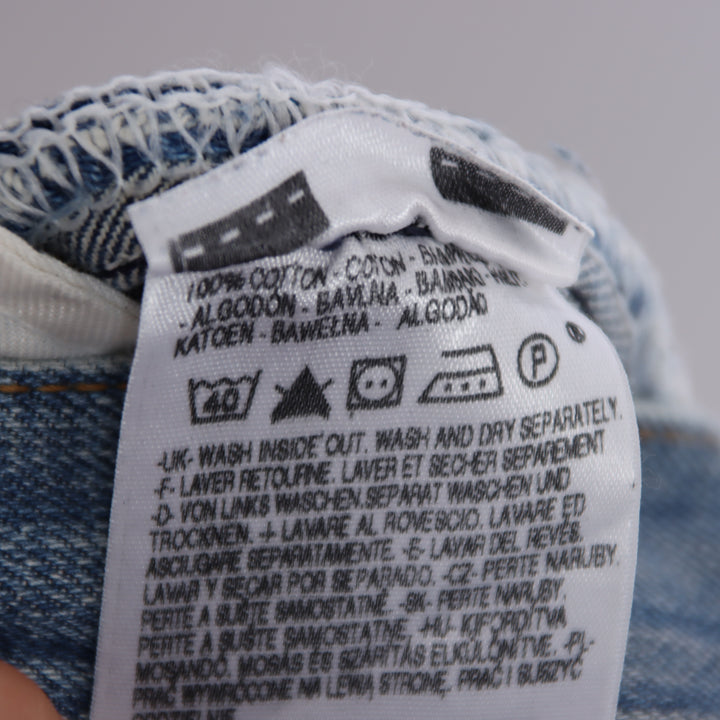 100% COTTON - COTON -
- ALGODÓN - BAVLNA - BAMBAK -
KATOEN - BAWEŁNA - ALGODÃO
40 P
-UK- WASH INSIDE OUT. WASH AND DRY SEPARATELY.
-F- LAVER RETOURNE. LAVER ET SECHER SEPAREMENT
-D- VON LINKS WASCHEN. SEPARAT WASCHEN UND
TROCKNEN. -I- LAVARE AL ROVESCIO. LAVARE ED
ASCIUGARE SEPARATAMENTE. -E- LAVAR DEL REVÉS.
LAVAR Y SECAR POR SEPARADO. -CZ- PERTE NARUBY.
PERTE A SUŠTE SAMOSTATNĚ. -SK- PERTE NARUBY.
PERTE A SUŠTE SAMOSTATNE. -HU- KIFORDÍTVA
MOSANDÓ. MOSÁS ÉS SZÁRÍTÁS ELKÜLÖNÍTVE. -PL-
PRAĆ WYWRÓCONE NA LEWĄ STRONĘ. PRAĆ I SUSZYĆ